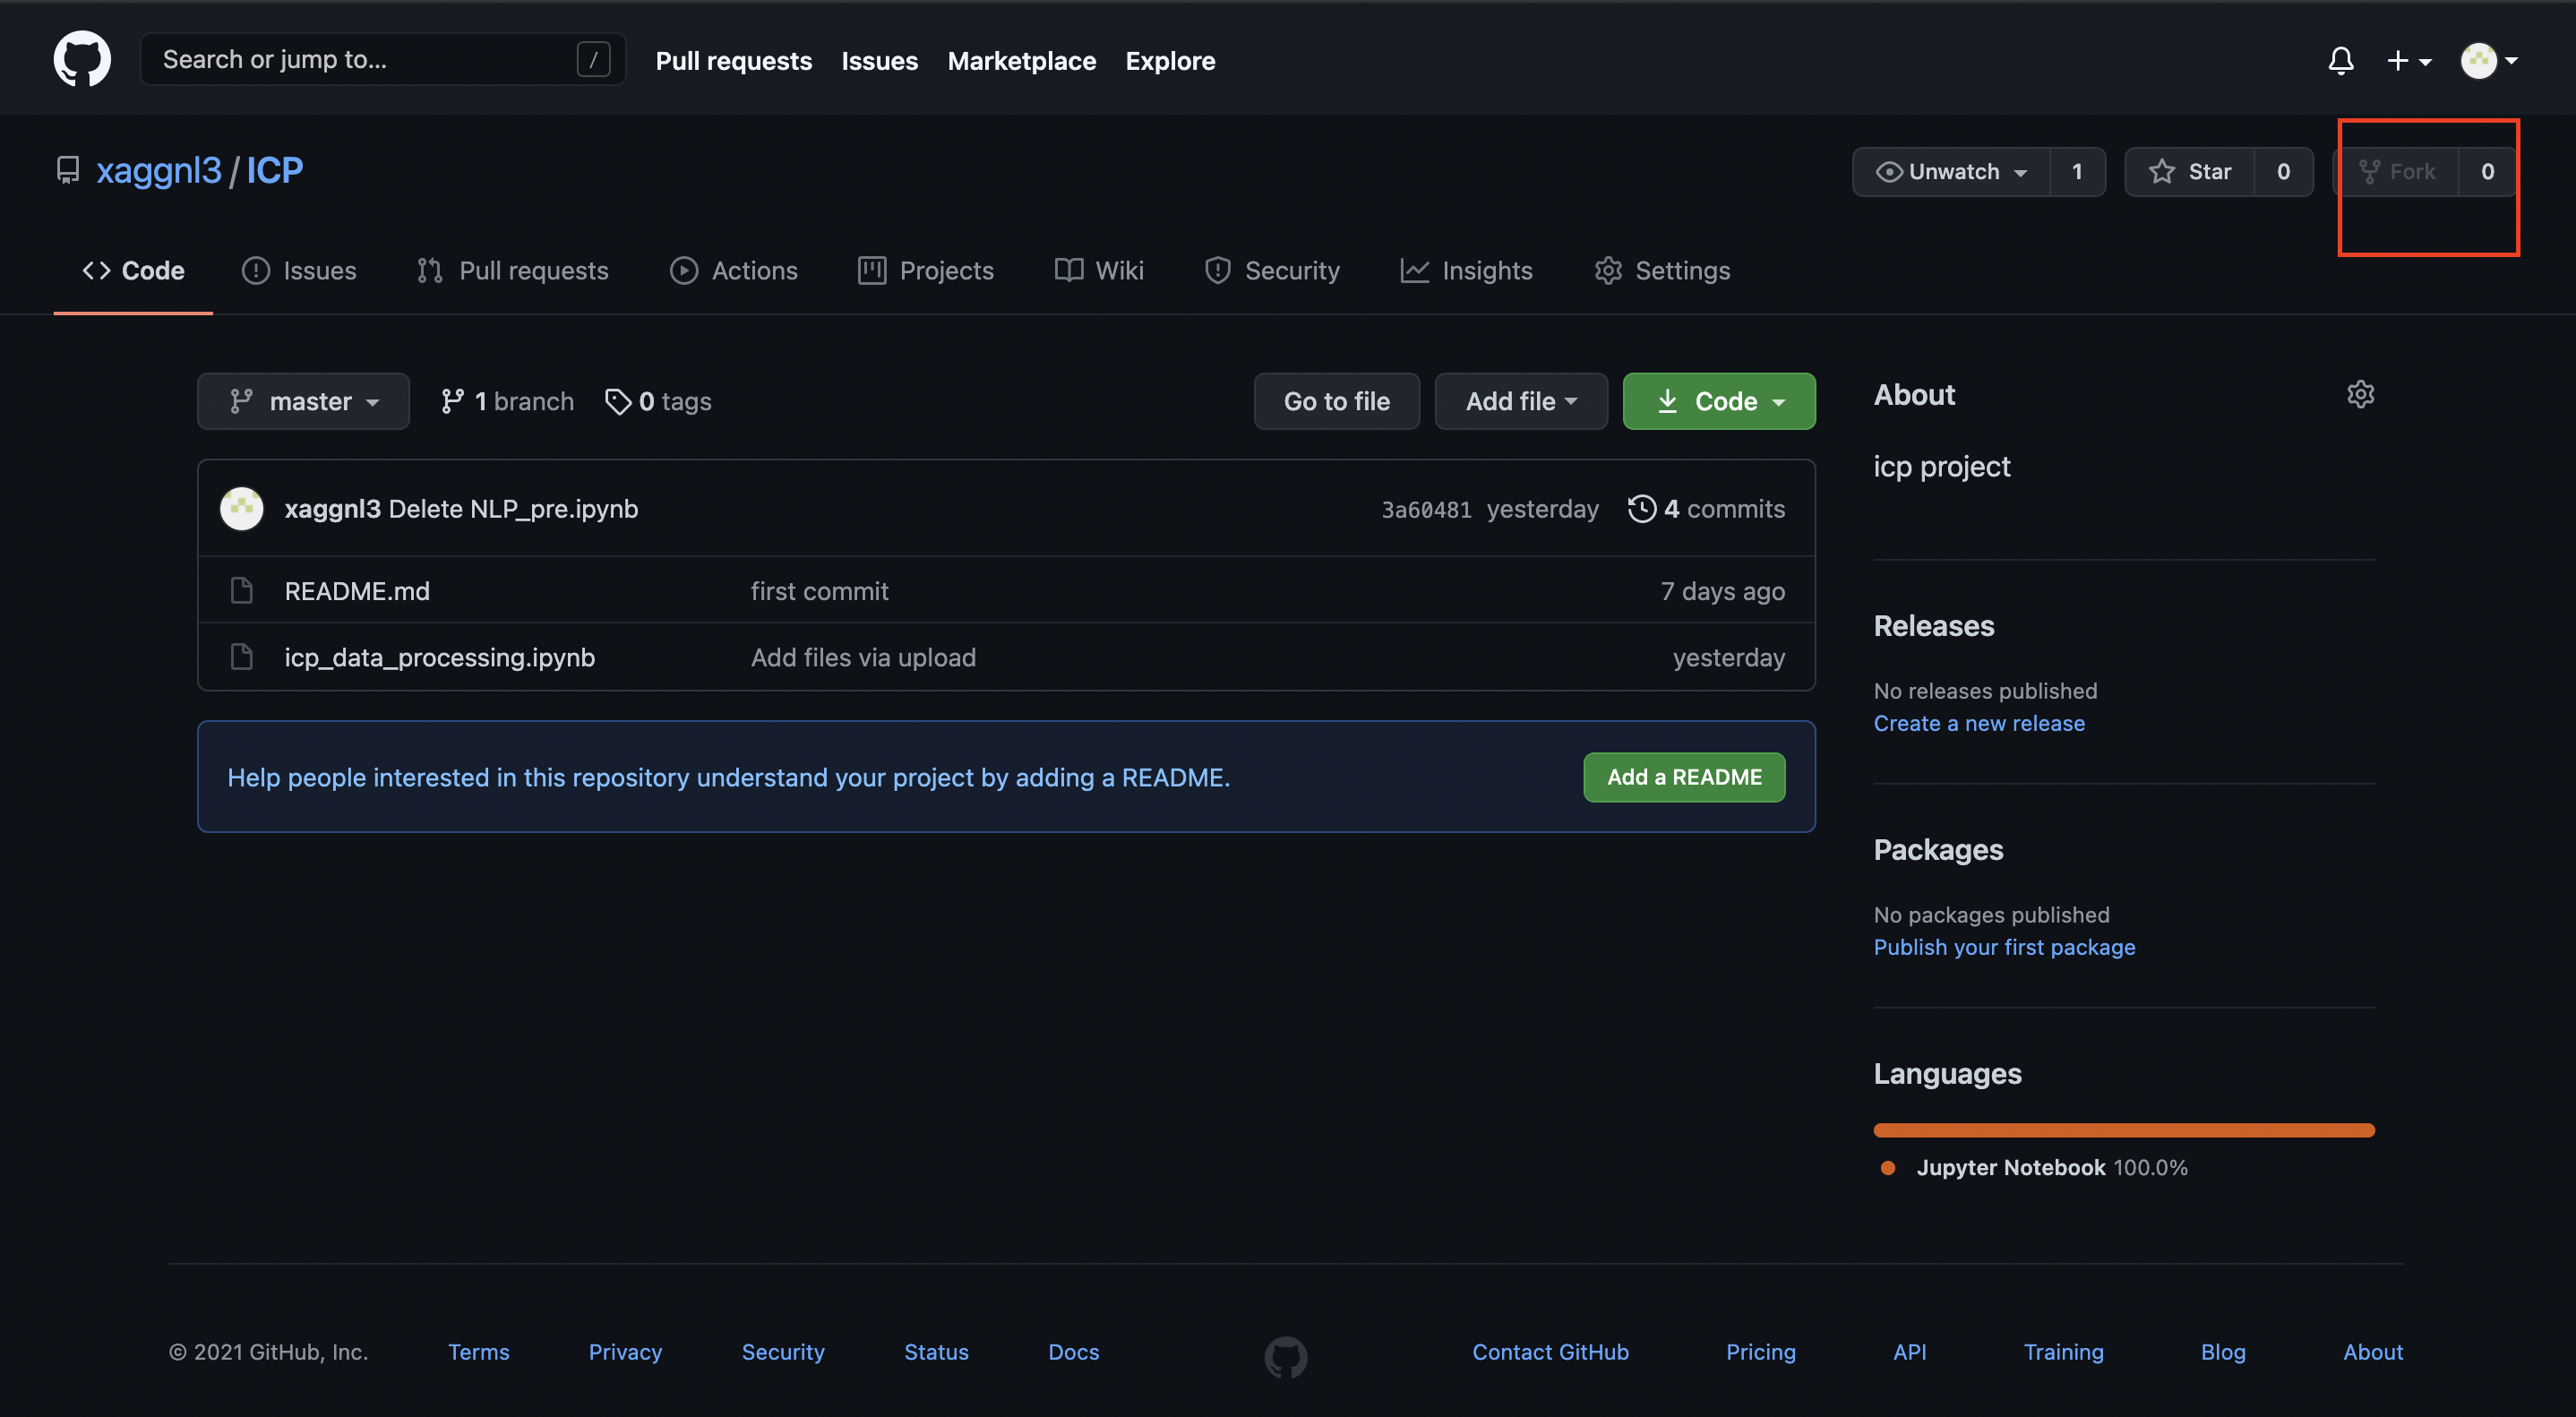 Search or jump to... /
Pull requests Issues Marketplace Explore
xaggnl3 / ICP
Unwatch 1 Star 0 Fork 0
Code Issues Pull requests Actions Projects Wiki Security Insights Settings
master 1 branch 0 tags Go to file Add file Code
xaggnl3 Delete NLP_pre.ipynb 3a60481 yesterday 4 commits
README.md first commit 7 days ago
icp_data_processing.ipynb Add files via upload yesterday
Help people interested in this repository understand your project by adding a README. Add a README
About
icp project
Releases
No releases published
Create a new release
Packages
No packages published
Publish your first package
Languages
Jupyter Notebook 100.0%
© 2021 GitHub, Inc. Terms Privacy Security Status Docs Contact GitHub Pricing API Training Blog About